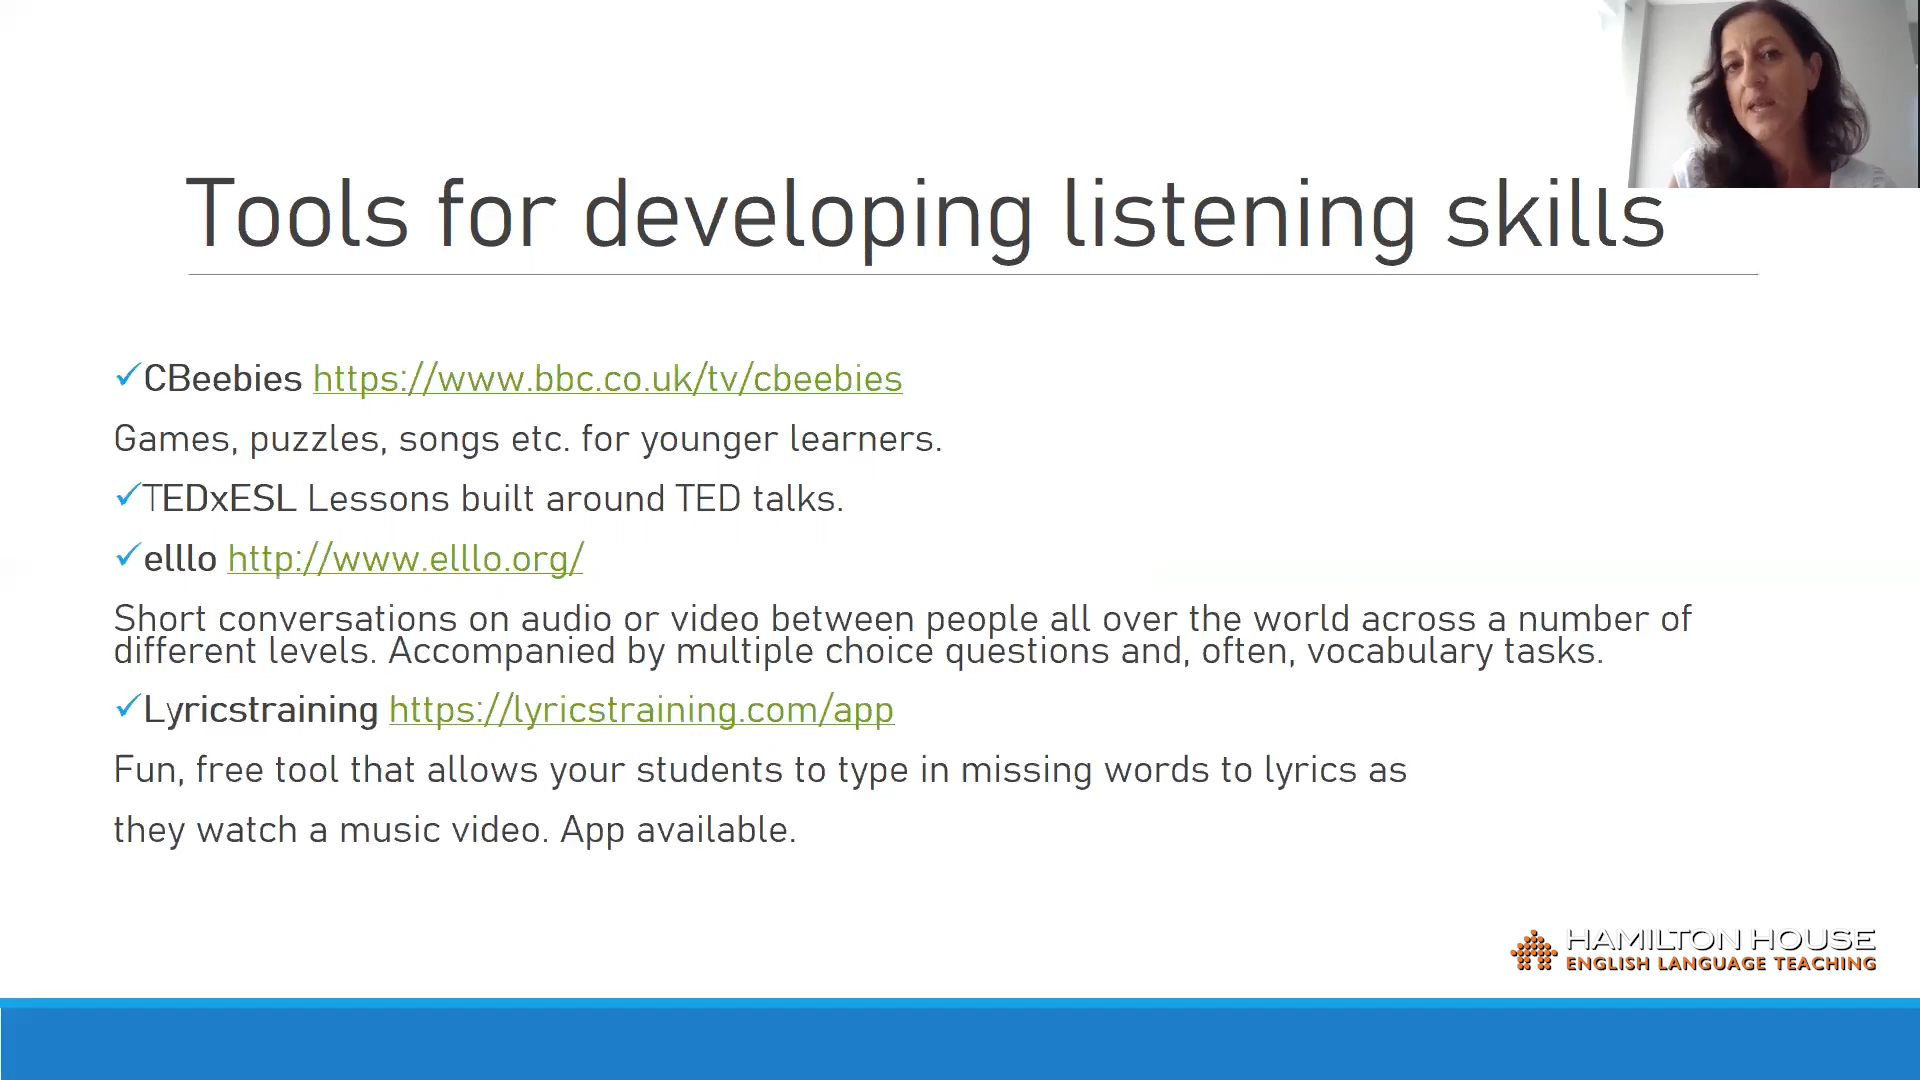 Tools for developing listening skills
CBeebies https://www.bbc.co.uk/tv/cbeebies
Games, puzzles, songs etc. for younger learners.
TEDxESL Lessons built around TED talks.
elllo http://www.elllo.org/
Short conversations on audio or video between people all over the world across a number of
different levels. Accompanied by multiple choice questions and, often, vocabulary tasks.
Lyricstraining https://lyricstraining.com/app
Fun, free tool that allows your students to type in missing words to lyrics as
they watch a music video. App available.
HAMILTON HOUSE
ENGLISH LANGUAGE TEACHING